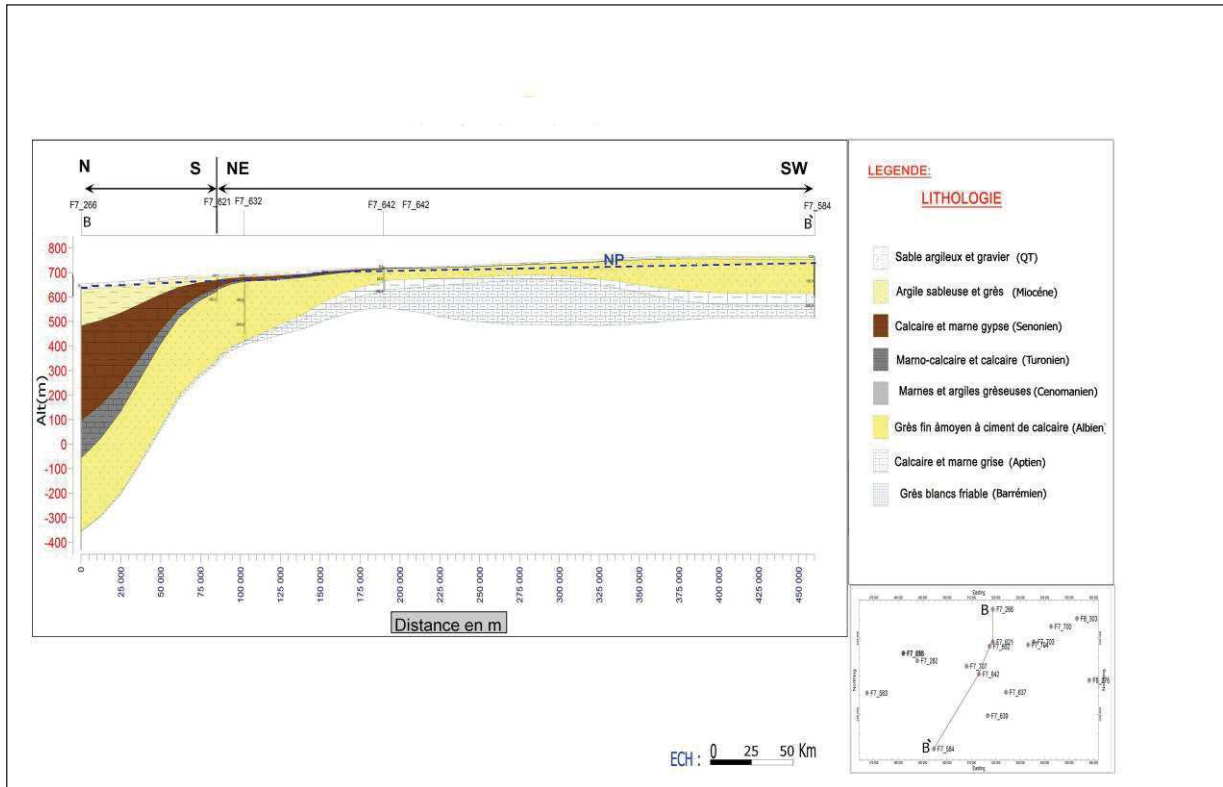 N S NE SW
F7_266 F7_621 F7_632 F7_642 F7_642 F7_584
B B`
800
700
600
500
400
300
200
100
0
-100
-200
-300
-400
Alt(m)
NP
0 25 000 50 000 75 000 100 000 125 000 150 000 175 000 200 000 225 000 250 000 275 000 300 000 325 000 350 000 375 000 400 000 425 000 450 000
Distance en m
LEGENDE:
LITHOLOGIE
Sable argileux et gravier (QT)
Argile sableuse et grès (Miocéne)
Calcaire et marne gypse (Senonien)
Marno-calcaire et calcaire (Turonien)
Marnes et argiles grèseuses (Cenomanien)
Grès fin àmoyen à ciment de calcaire (Albien)
Calcaire et marne grise (Aptien)
Grès blancs friable (Barrémien)
Easting
B F7_266
F8_303
F7_700
F7_621 F7_703
F7_632 F7_704
F7_282
F7_707
F7_642
F7_583
F7_637
F7_639
B` F7_584
Easting
ECH : 0 25 50 Km